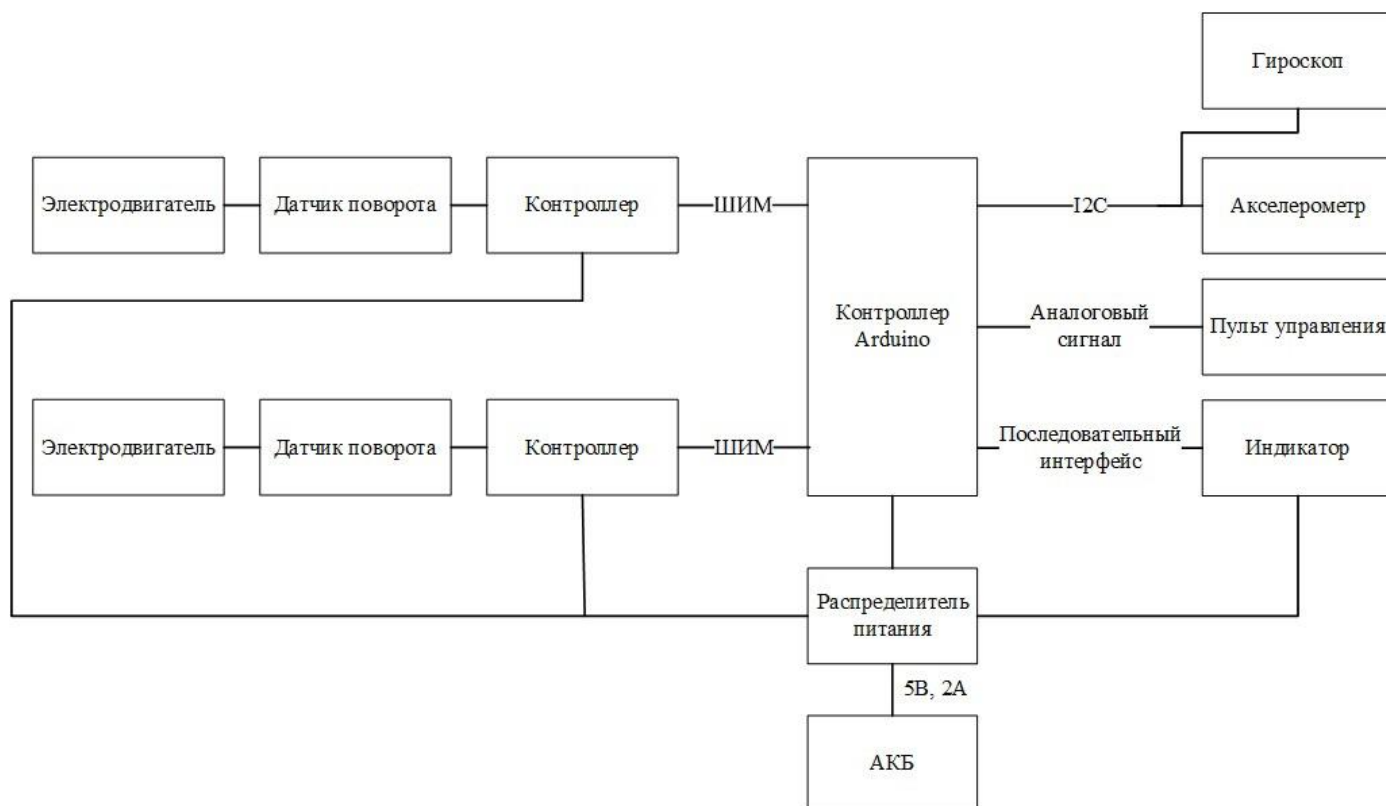 Гироскоп
Электродвигатель
Датчик поворота
Контроллер
ШИМ
I2C
Акселерометр
Контроллер
Arduino
Аналоговый
сигнал
Пульт управления
Электродвигатель
Датчик поворота
Контроллер
ШИМ
Последовательный
интерфейс
Индикатор
Распределитель
питания
5В, 2А
АКБ